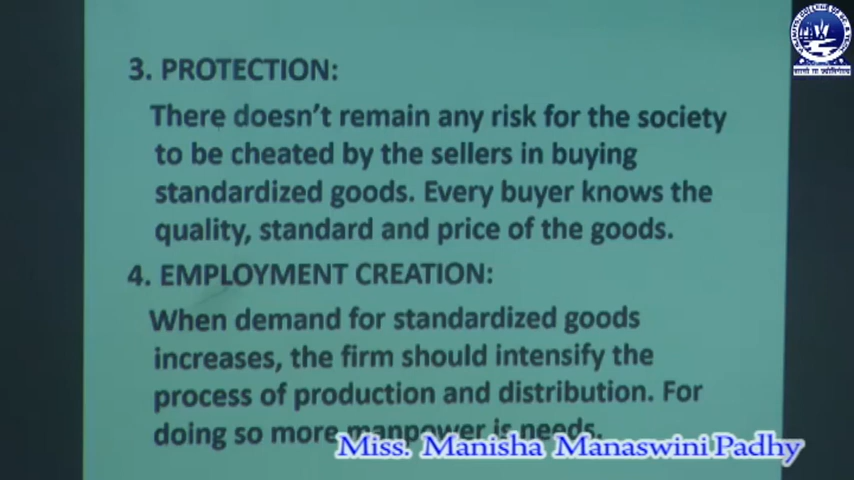 3. PROTECTION:
There doesn't remain any risk for the society
to be cheated by the sellers in buying
standardized goods. Every buyer knows the
quality, standard and price of the goods.
4. EMPLOYMENT CREATION:
When demand for standardized goods
increases, the firm should intensify the
process of production and distribution. For
doing so more manpower is needs.
Miss. Manisha Manaswini Padhy